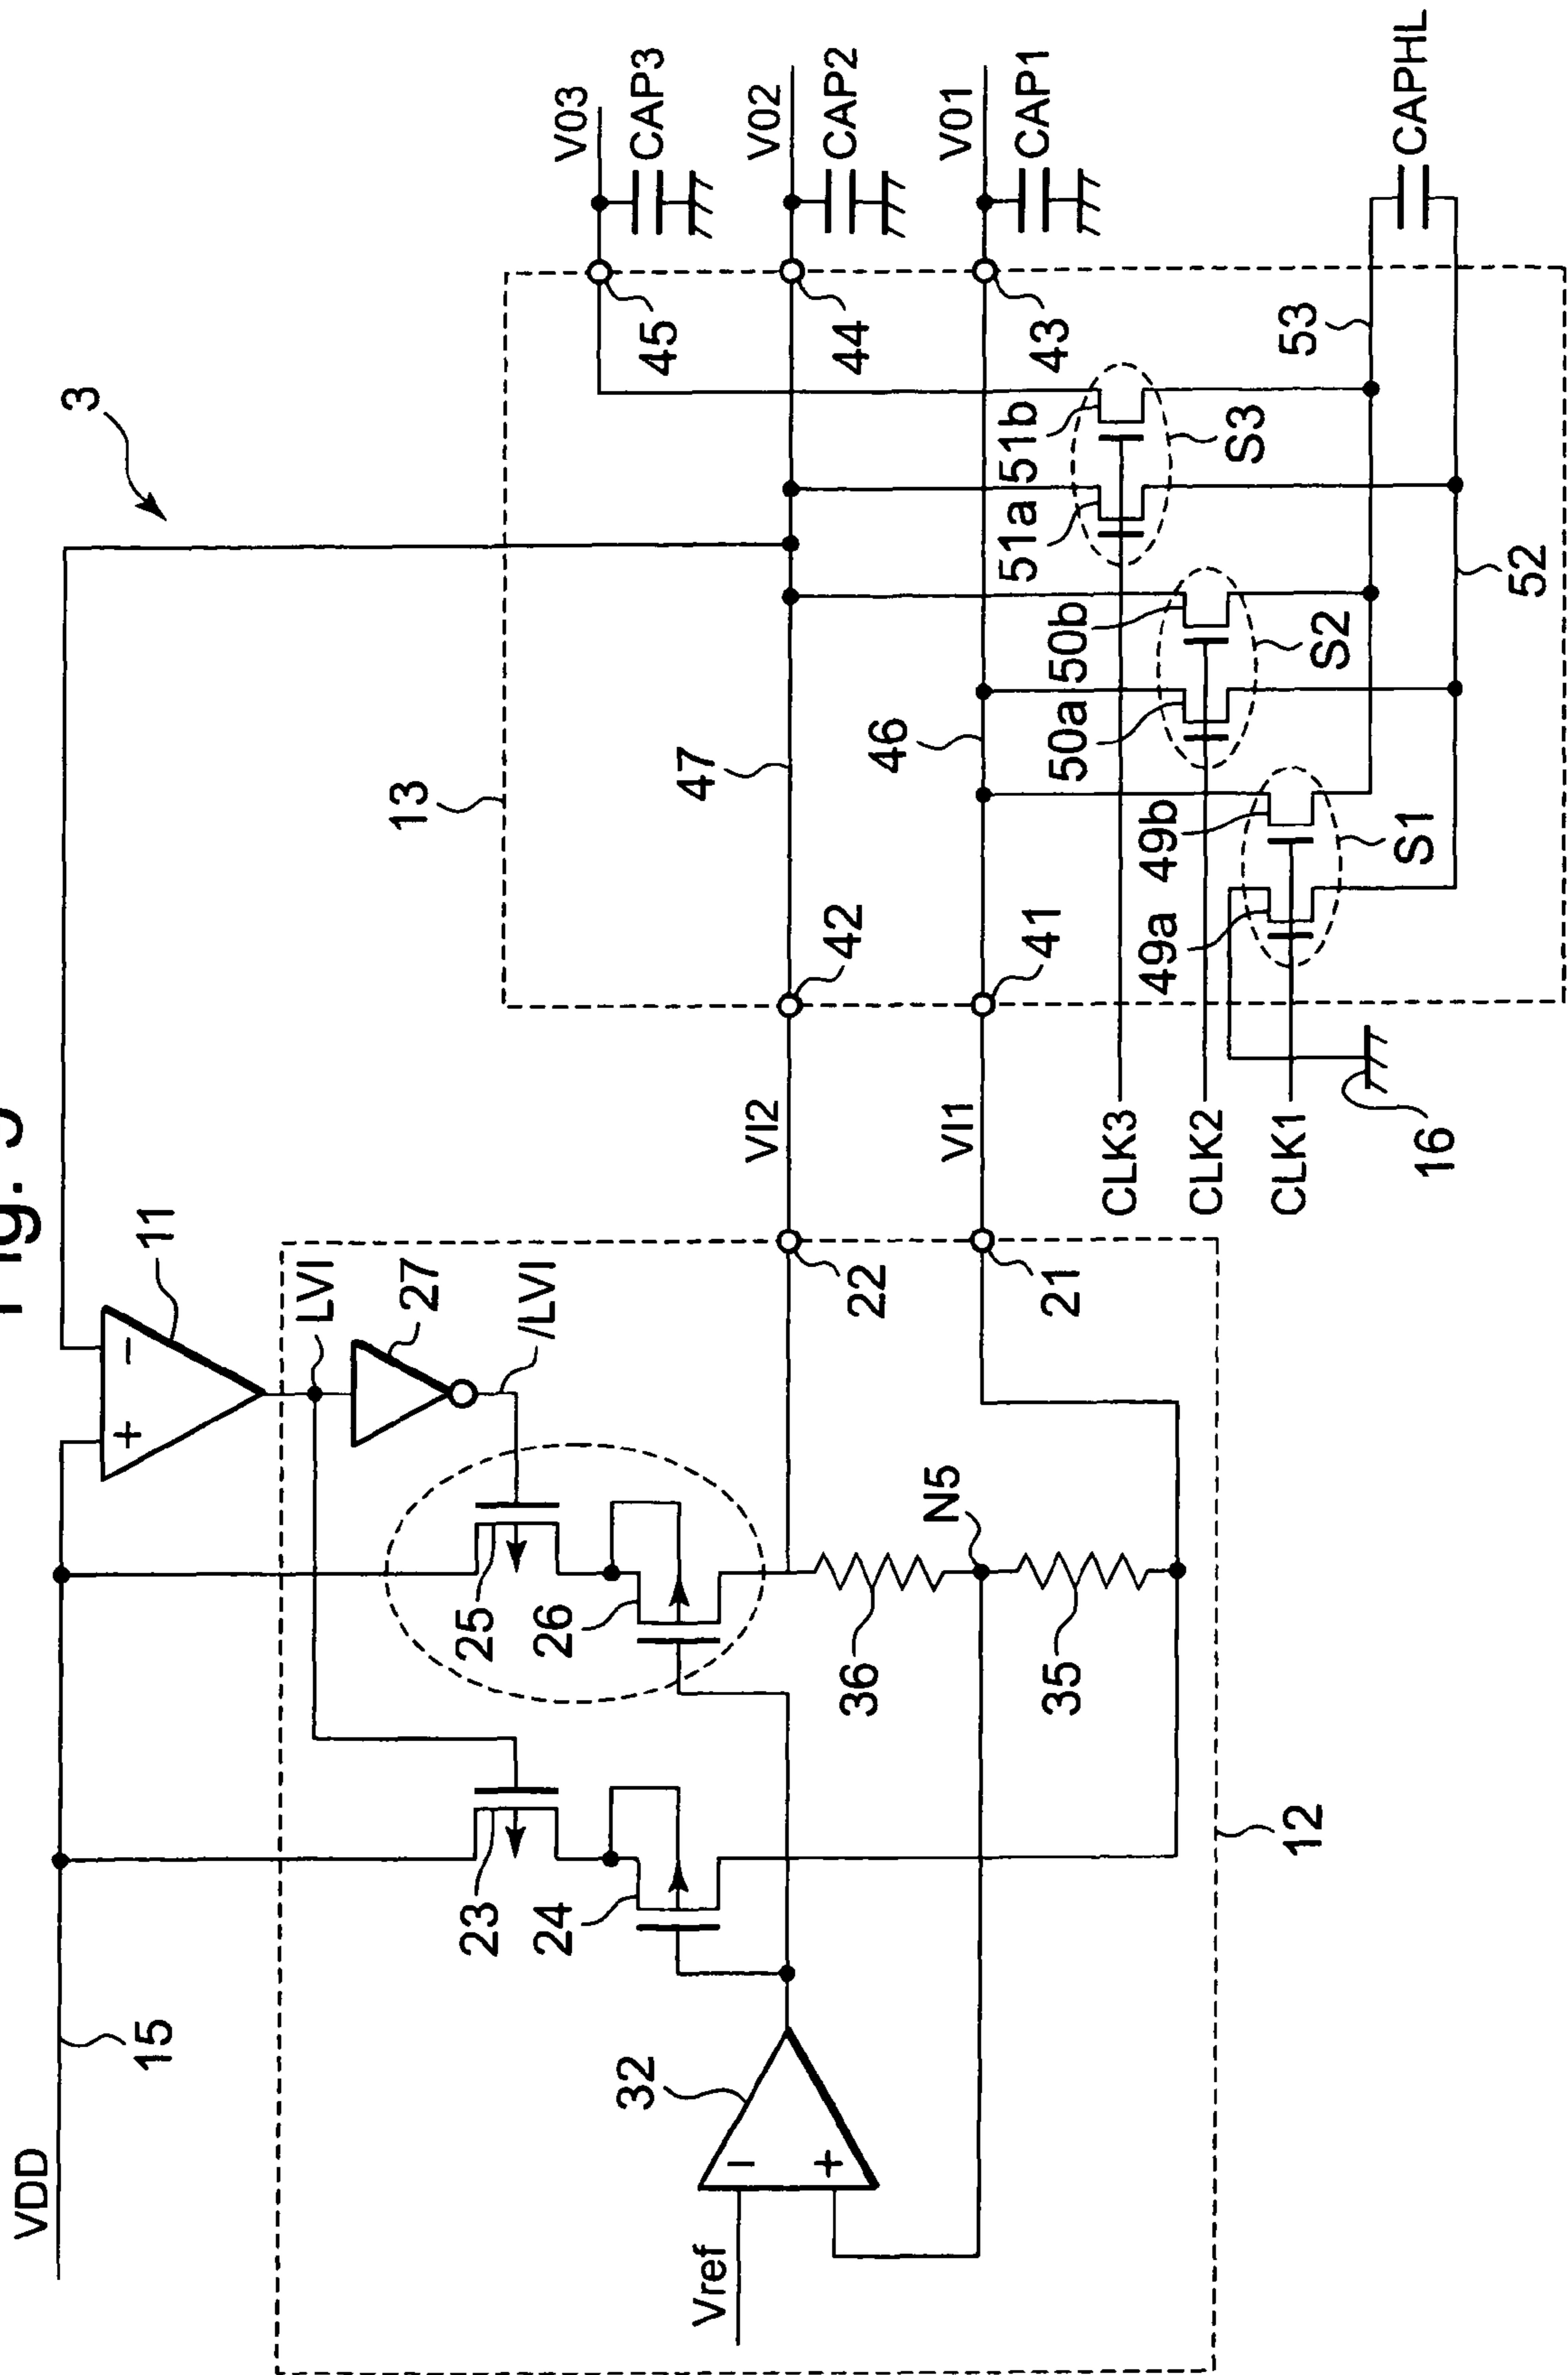 Fig. 3
3
VDD
15
11
+
-
LVI
27
/LVI
23
24
25
26
32
-
+
Vref
36
35
N5
12
22
21
VI2
VI1
CLK3
CLK2
CLK1
16
13
42
41
47
46
49a
49b
S1
50a
50b
S2
51a
51b
S3
52
53
45
44
43
V03
CAP3
V02
CAP2
V01
CAP1
CAPHL